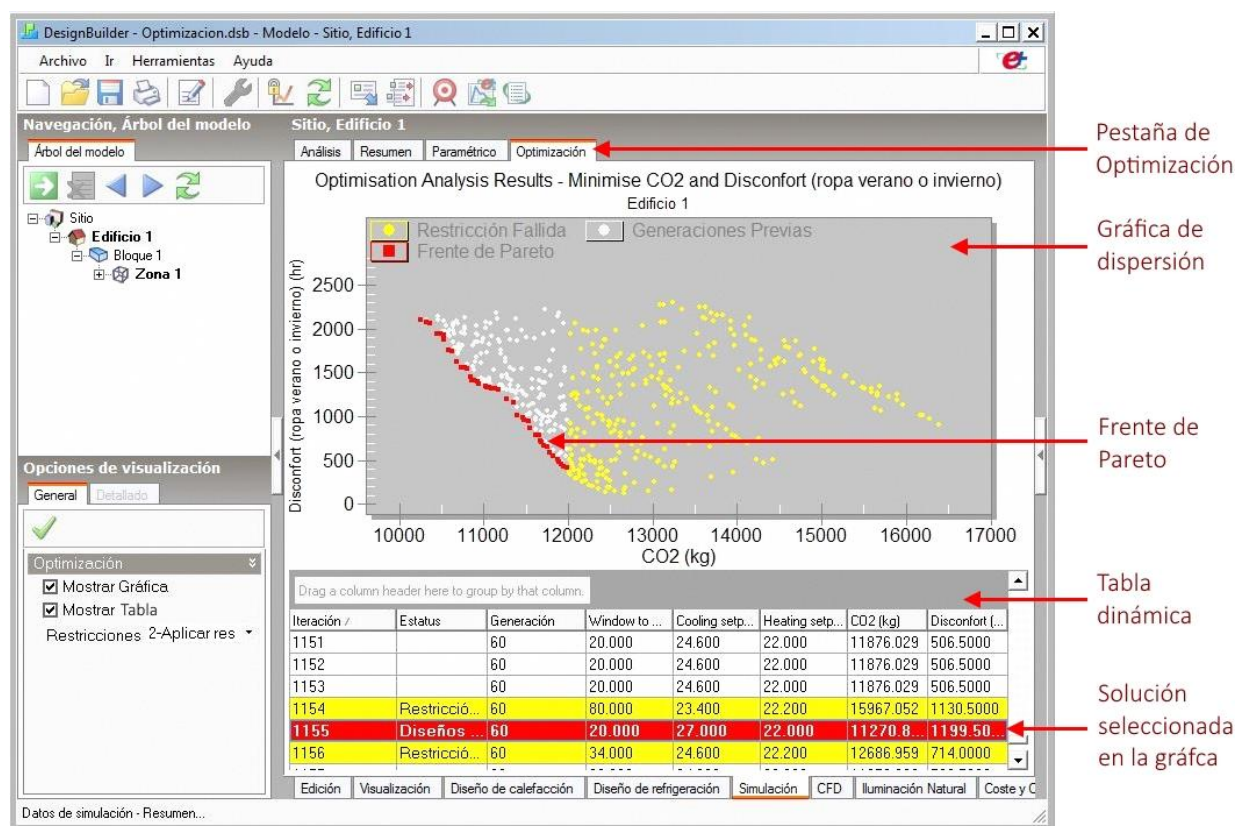 DesignBuilder - Optimizacion.dsb - Modelo - Sitio, Edificio 1
Archivo Ir Herramientas Ayuda
Navegación, Árbol del modelo
Árbol del modelo
Sitio
Edificio 1
Bloque 1
Zona 1
Opciones de visualización
General Detallado
Optimización
Mostrar Gráfica
Mostrar Tabla
Restricciones 2-Aplicar res
Sitio, Edificio 1
Análisis Resumen Paramétrico Optimización
Optimisation Analysis Results - Minimise CO2 and Disconfort (ropa verano o invierno)
Edificio 1
Restricción Fallida Generaciones Previas
Frente de Pareto
Disconfort (ropa verano o invierno) (hr)
2500
2000
1500
1000
500
0
10000 11000 12000 13000 14000 15000 16000 17000
CO2 (kg)
Drag a column header here to group by that column.
Iteración / Estatus Generación Window to ... Cooling setp... Heating setp... CO2 (kg) Disconfort (...
1151 60 20.000 24.600 22.000 11876.029 506.5000
1152 60 20.000 24.600 22.000 11876.029 506.5000
1153 60 20.000 24.600 22.000 11876.029 506.5000
1154 Restricció... 60 80.000 23.400 22.200 15967.052 1130.5000
1155 Diseños ... 60 20.000 27.000 22.000 11270.8... 1199.50...
1156 Restricció... 60 34.000 24.600 22.200 12686.959 714.0000
Edición Visualización Diseño de calefacción Diseño de refrigeración Simulación CFD Iluminación Natural Coste y C
Datos de simulación - Resumen...
Pestaña de
Optimización
Gráfica de
dispersión
Frente de
Pareto
Tabla
dinámica
Solución
seleccionada
en la gráfca